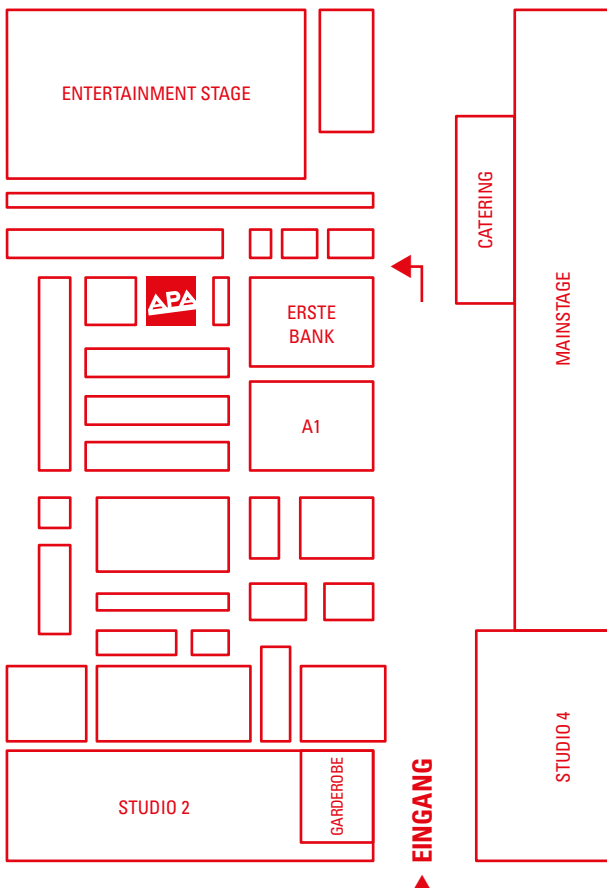 ENTERTAINMENT STAGE
CATERING
APA
ERSTE
BANK
MAINSTAGE
A1
STUDIO 4
GARDEROBE
STUDIO 2
EINGANG